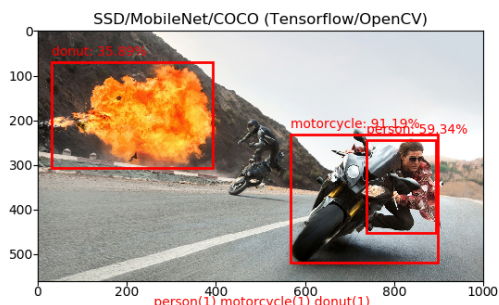 SSD/MobileNet/COCO (Tensorflow/OpenCV)
0
donut: 35.89%
100
motorcycle: 91.19%
person: 59.34%
200
300
400
500
0 200 400 600 800 1000
person(1) motorcycle(1) donut(1)